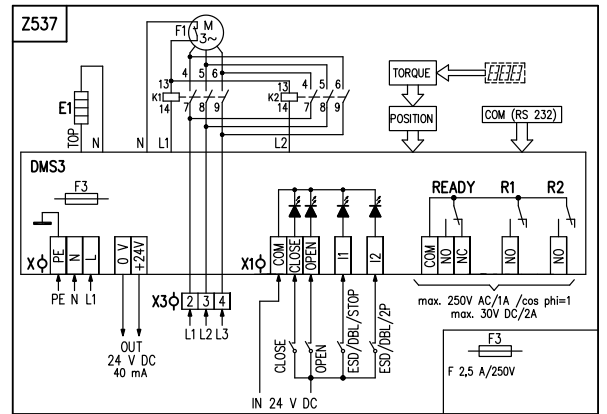 Z537
F1
M
3~
13
K1
14
4 5 6
7 8 9
13
K2
14
4 5 6
7 8 9
TORQUE
POSITION
COM (RS 232)
E1
TOP
N
N
L1
L2
DMS3
F3
READY R1 R2
X
PE
N
L
0 V
+24V
X1
COM
CLOSE
OPEN
I1
I2
COM
NO
NC
NO
NO
PE N L1
X3
2 3 4
L1 L2 L3
OUT
24 V DC
40 mA
CLOSE
OPEN
ESD/DBL/STOP
ESD/DBL/2P
IN 24 V DC
max. 250V AC/1A /cos phi=1
max. 30V DC/2A
F3
F 2,5 A/250V